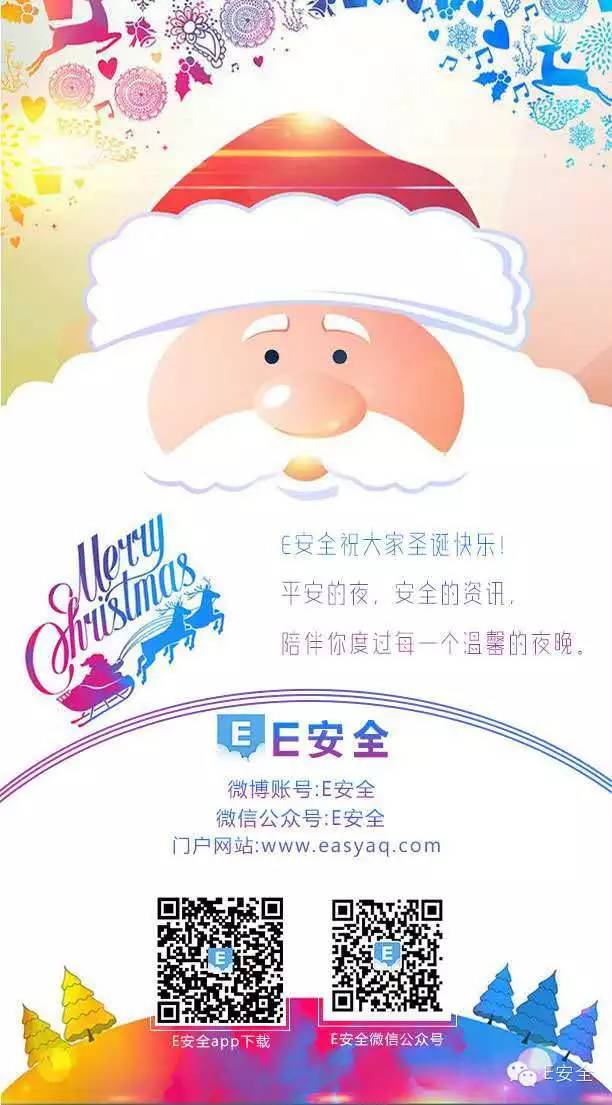 Merry
Christmas
E安全祝大家圣诞快乐!
平安的夜，安全的资讯，
陪伴你度过每一个温馨的夜晚。
E E安全
微博账号:E安全
微信公众号:E安全
门户网站:www.easyaq.com
E
E
E安全app下载
E安全微信公众号
E安全